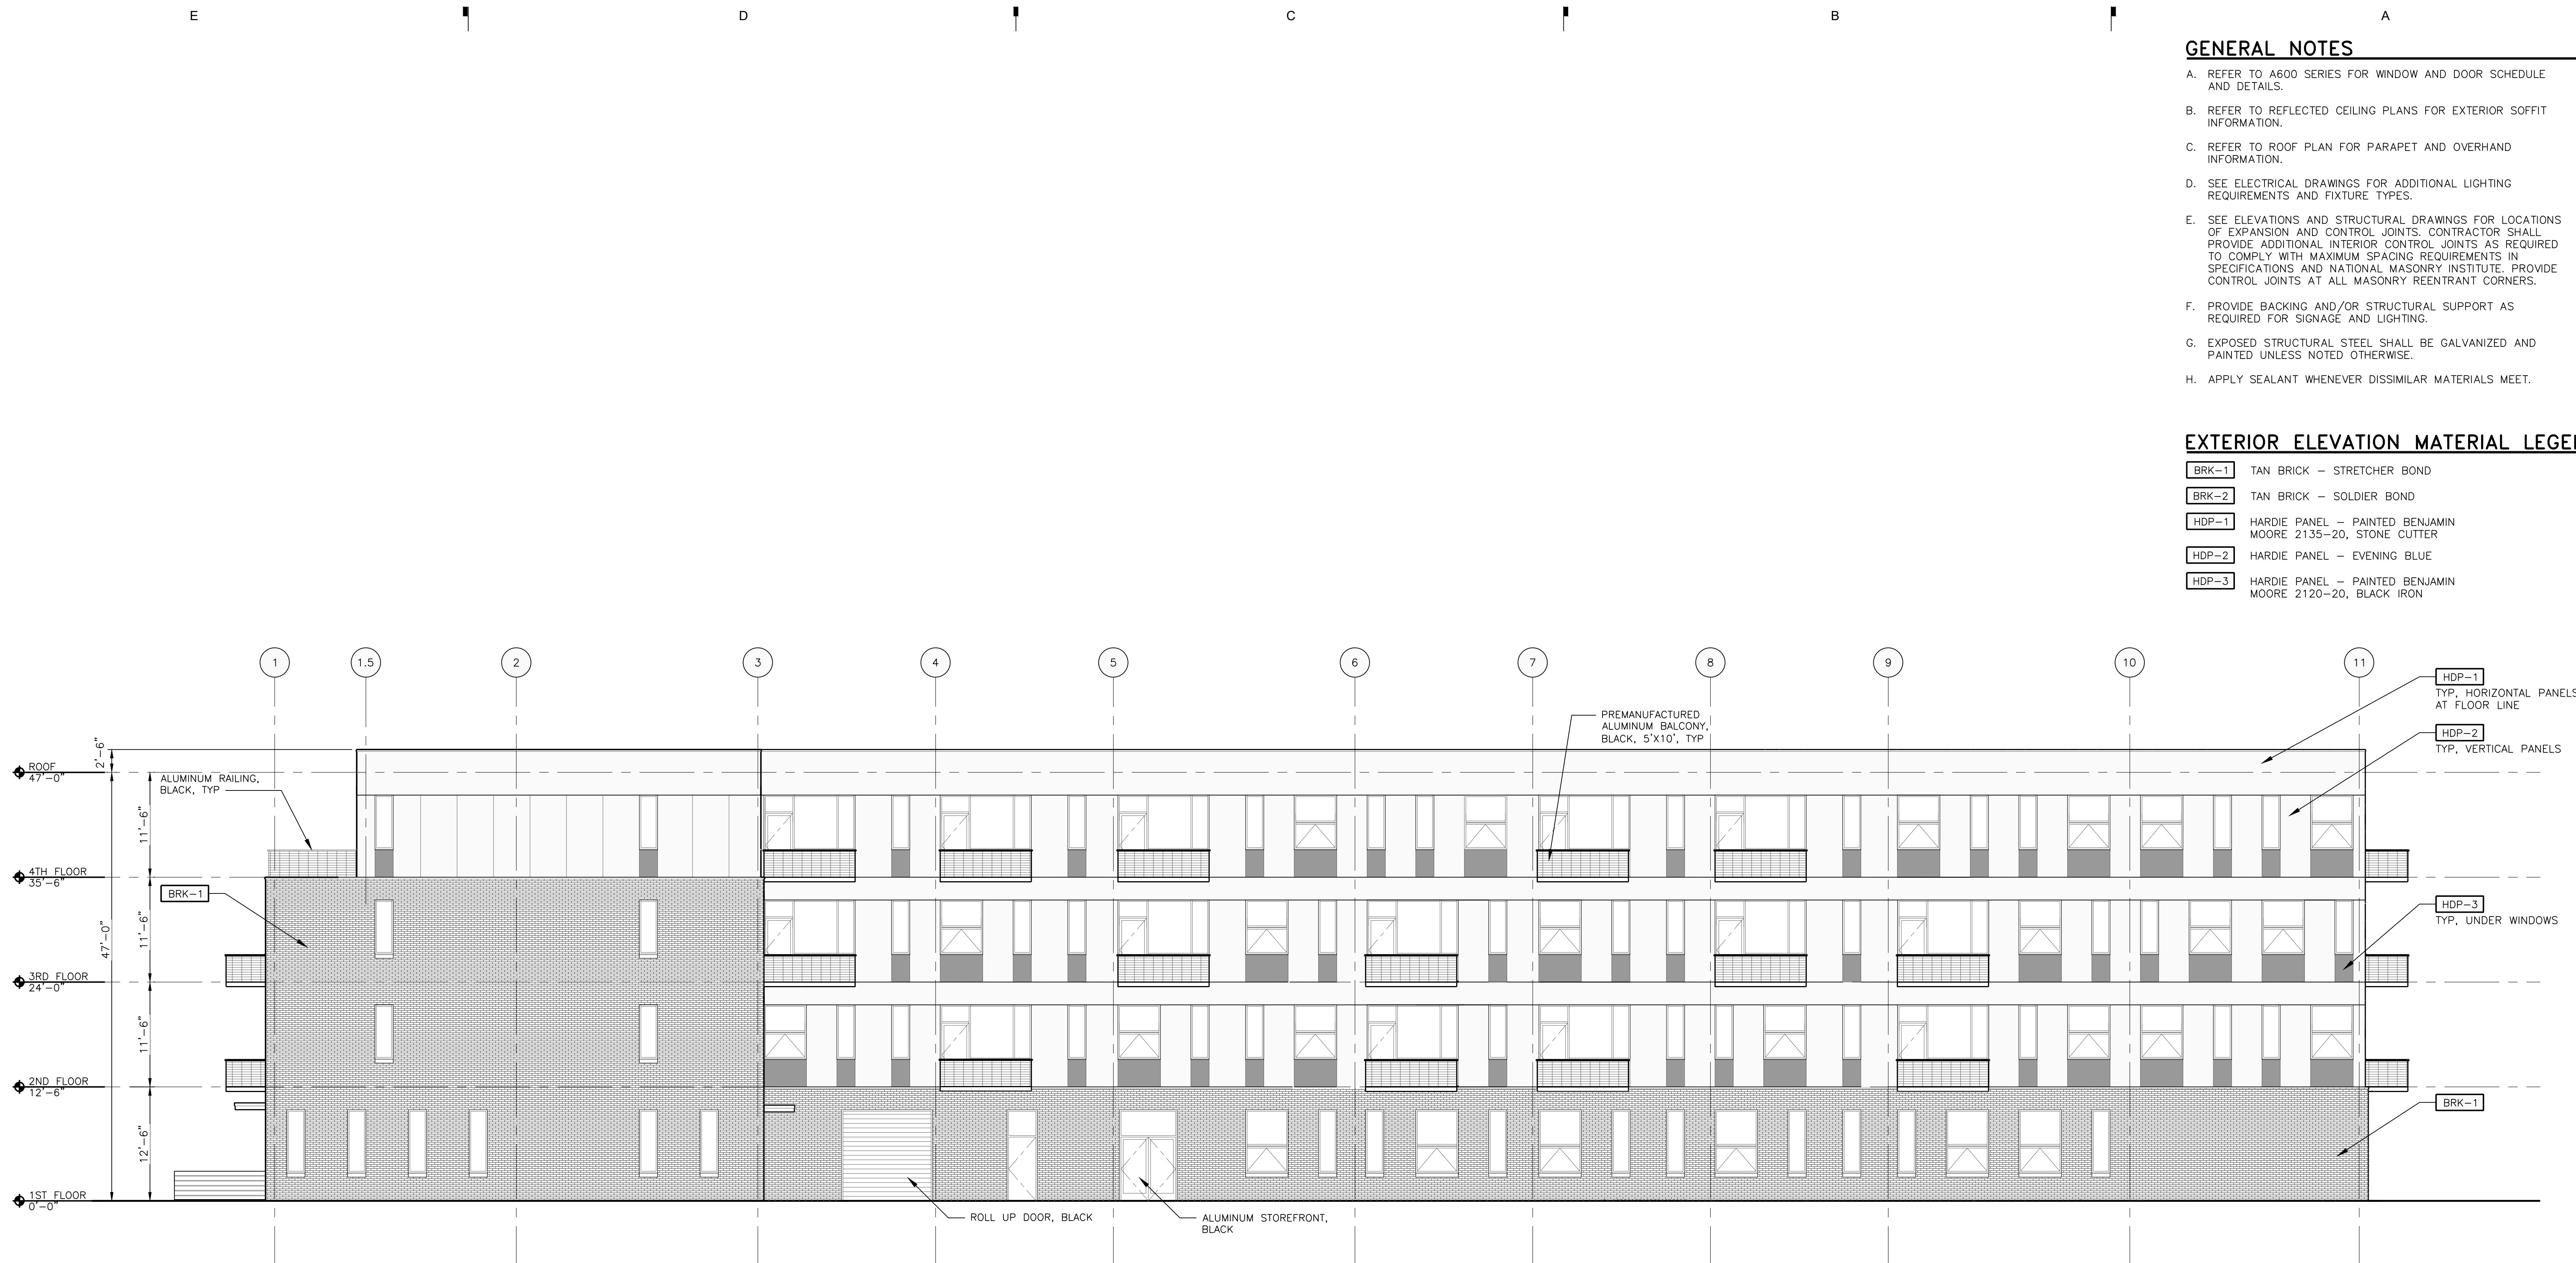 E D C B A
GENERAL NOTES
A. REFER TO A600 SERIES FOR WINDOW AND DOOR SCHEDULE
AND DETAILS.
B. REFER TO REFLECTED CEILING PLANS FOR EXTERIOR SOFFIT
INFORMATION.
C. REFER TO ROOF PLAN FOR PARAPET AND OVERHAND
INFORMATION.
D. SEE ELECTRICAL DRAWINGS FOR ADDITIONAL LIGHTING
REQUIREMENTS AND FIXTURE TYPES.
E. SEE ELEVATIONS AND STRUCTURAL DRAWINGS FOR LOCATIONS
OF EXPANSION AND CONTROL JOINTS. CONTRACTOR SHALL
PROVIDE ADDITIONAL INTERIOR CONTROL JOINTS AS REQUIRED
TO COMPLY WITH MAXIMUM SPACING REQUIREMENTS IN
SPECIFICATIONS AND NATIONAL MASONRY INSTITUTE. PROVIDE
CONTROL JOINTS AT ALL MASONRY REENTRANT CORNERS.
F. PROVIDE BACKING AND/OR STRUCTURAL SUPPORT AS
REQUIRED FOR SIGNAGE AND LIGHTING.
G. EXPOSED STRUCTURAL STEEL SHALL BE GALVANIZED AND
PAINTED UNLESS NOTED OTHERWISE.
H. APPLY SEALANT WHENEVER DISSIMILAR MATERIALS MEET.
EXTERIOR ELEVATION MATERIAL LEGE
BRK-1 TAN BRICK - STRETCHER BOND
BRK-2 TAN BRICK - SOLDIER BOND
HDP-1 HARDIE PANEL - PAINTED BENJAMIN
MOORE 2135-20, STONE CUTTER
HDP-2 HARDIE PANEL - EVENING BLUE
HDP-3 HARDIE PANEL - PAINTED BENJAMIN
MOORE 2120-20, BLACK IRON
1 1.5 2 3 4 5 6 7 8 9 10 11
HDP-1
TYP, HORIZONTAL PANELS
AT FLOOR LINE
PREMANUFACTURED
ALUMINUM BALCONY,
BLACK, 5'X10', TYP
HDP-2
TYP, VERTICAL PANELS
2'-6"
ROOF
47'-0"
ALUMINUM RAILING,
BLACK, TYP
11'-6"
4TH FLOOR
35'-6"
BRK-1
HDP-3
TYP, UNDER WINDOWS
47'-0"
11'-6"
3RD FLOOR
24'-0"
11'-6"
2ND FLOOR
12'-6"
BRK-1
12'-6"
1ST FLOOR
0'-0"
ROLL UP DOOR, BLACK
ALUMINUM STOREFRONT,
BLACK